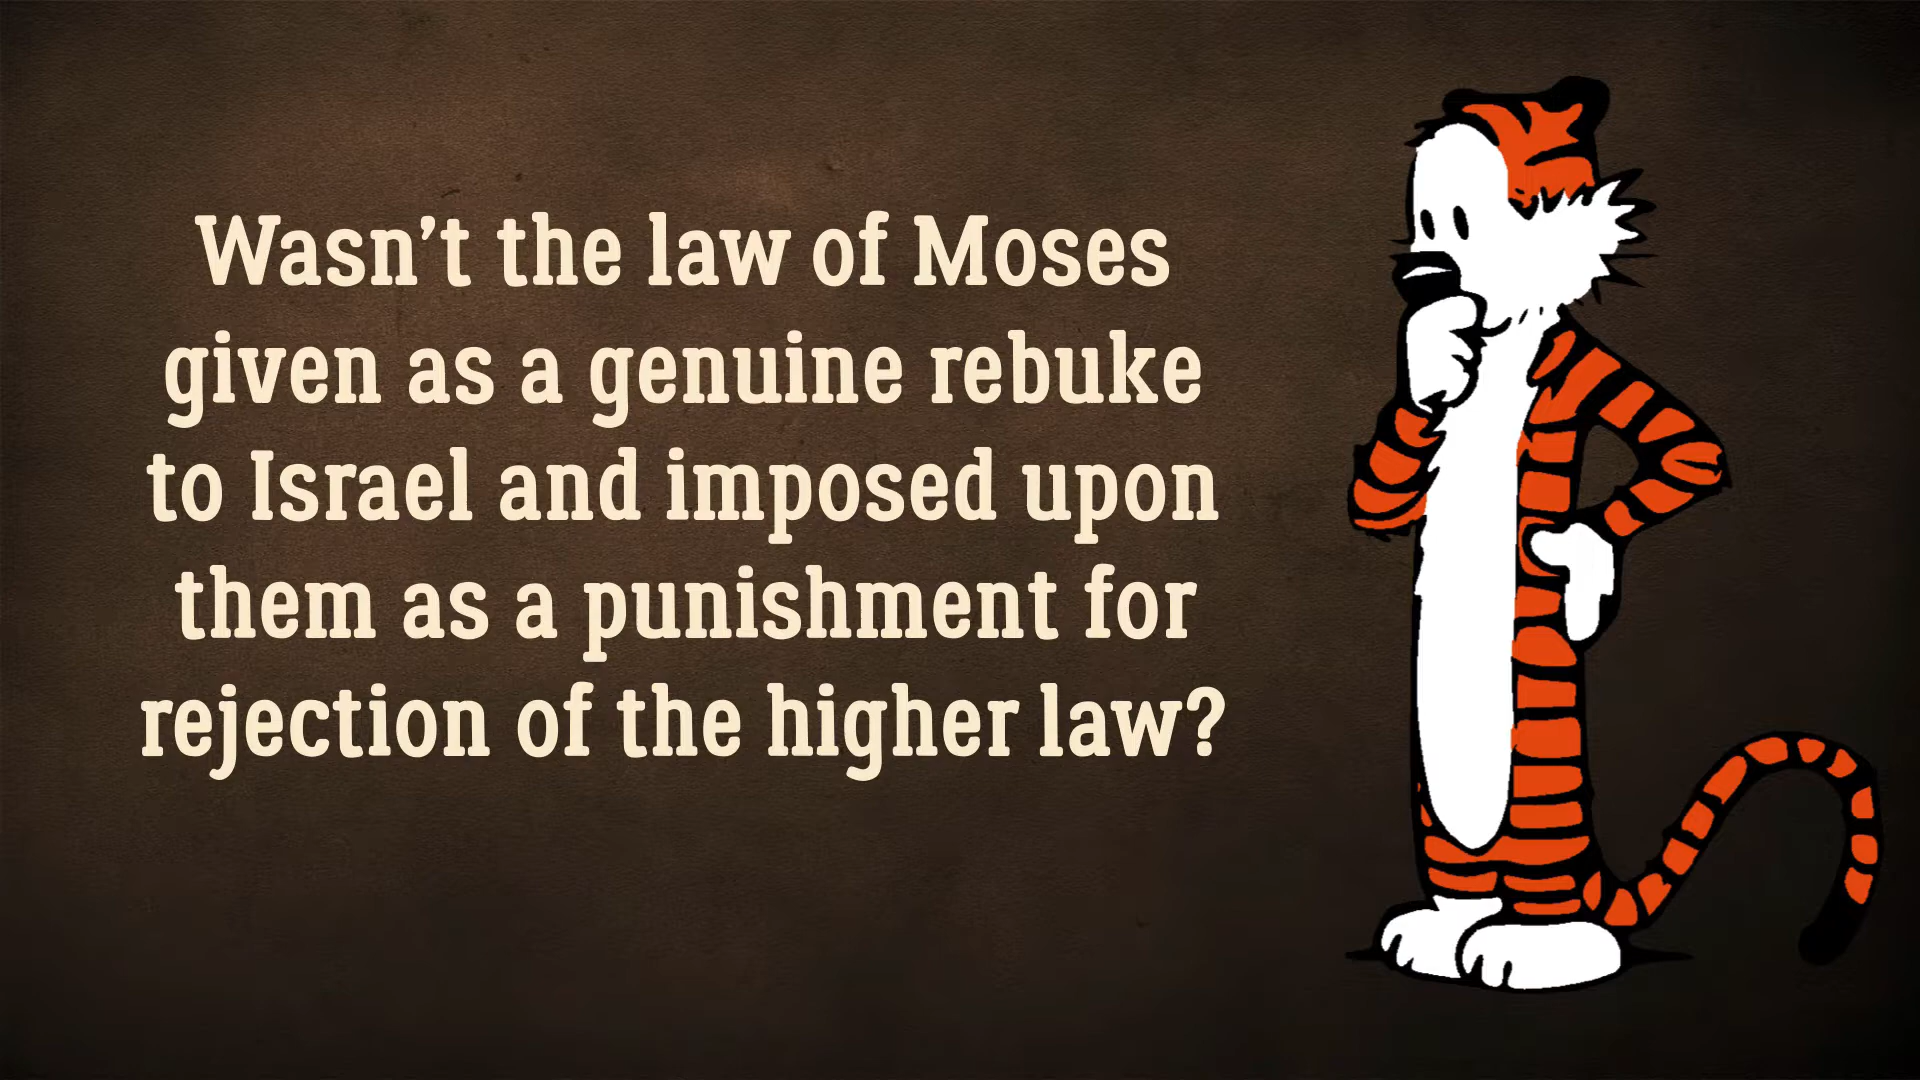 Wasn’t the law of Moses
given as a genuine rebuke
to Israel and imposed upon
them as a punishment for
rejection of the higher law?